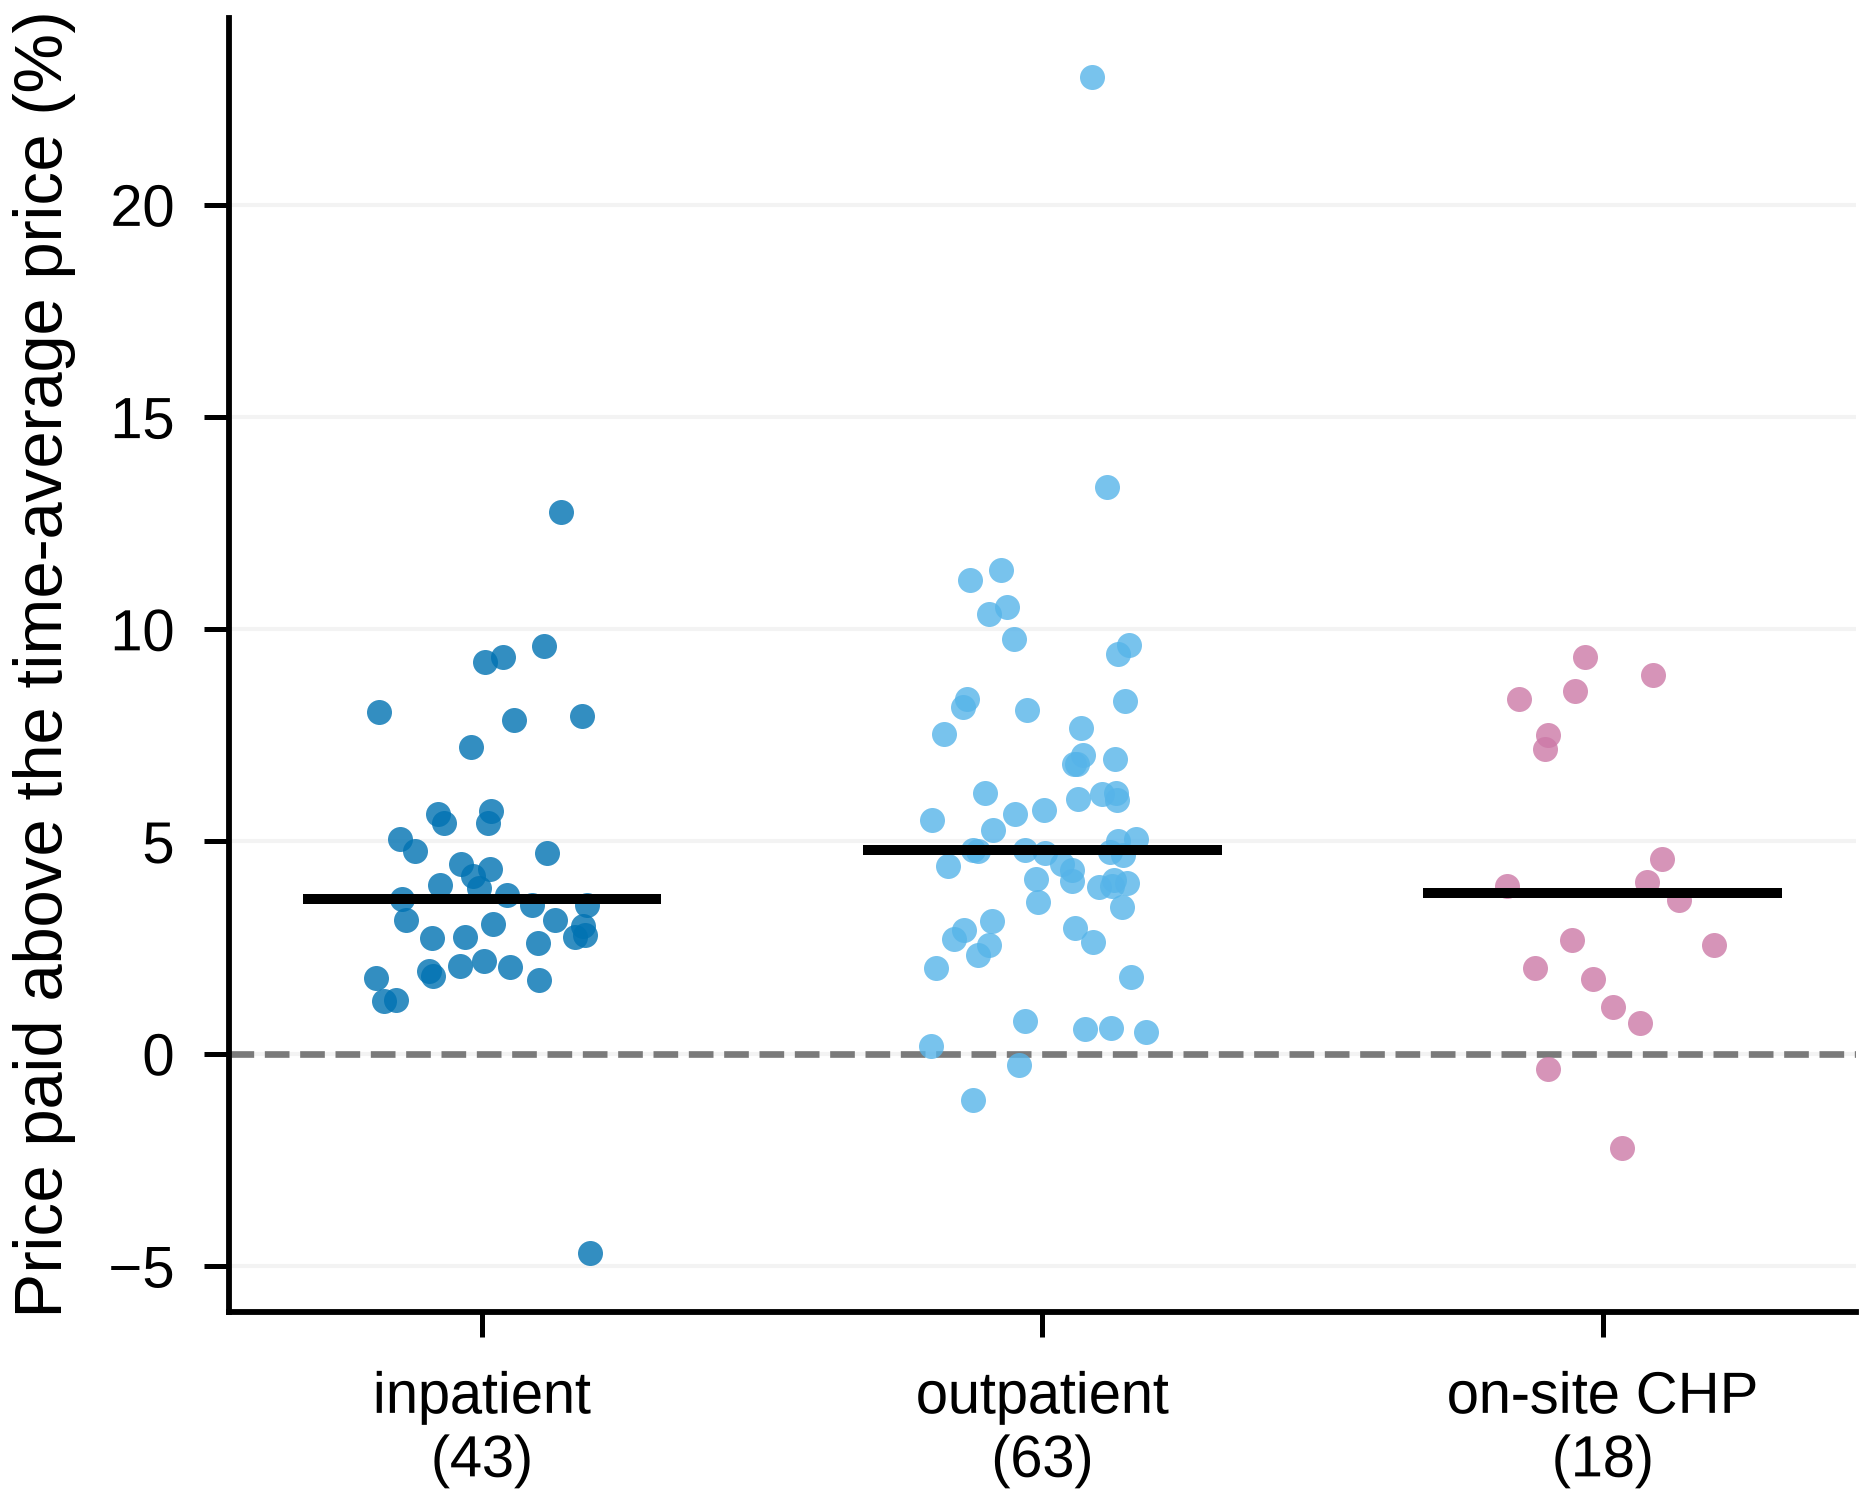 Price paid above the time-average price (%)
20
15
10
5
0
−5
inpatient
(43)
outpatient
(63)
on-site CHP
(18)